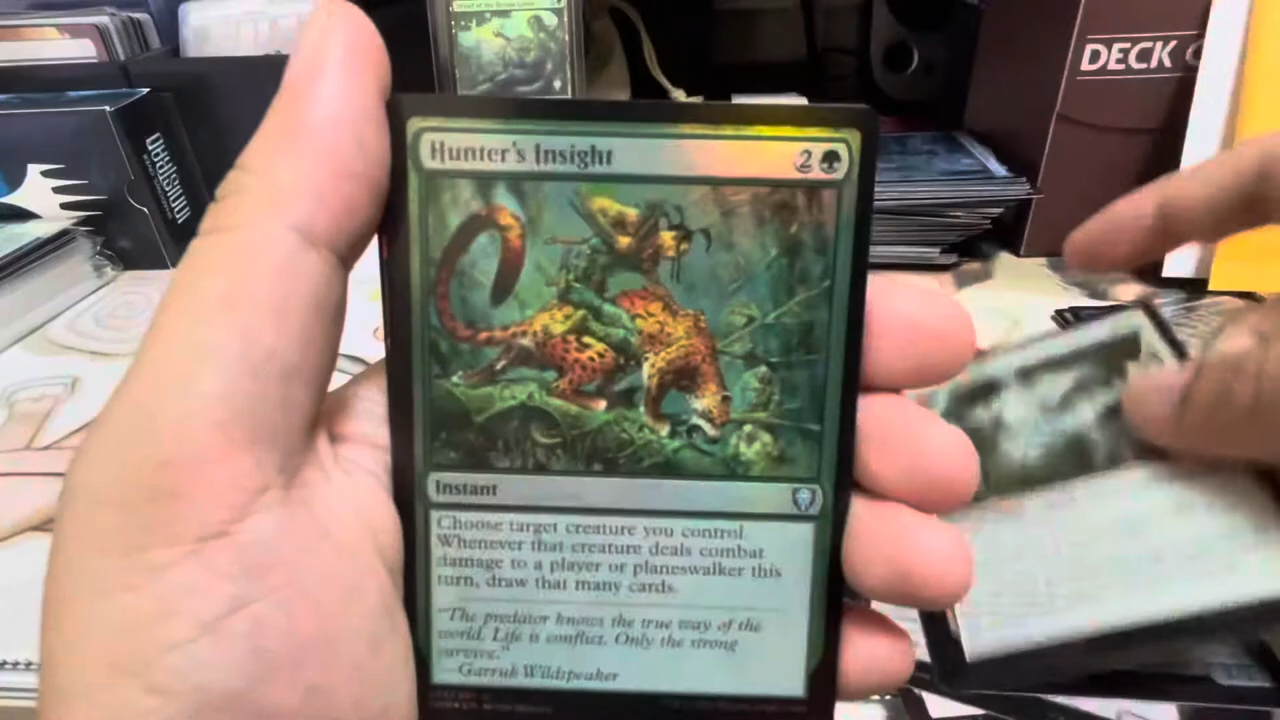 DECK
INNISTRAD
Hunter's Insight
2
Instant
Choose target creature you control.
Whenever that creature deals combat
damage to a player or planeswalker this
turn, draw that many cards.
"The predator knows the true way of the
world. Life is conflict. Only the strong
survive."
—Garruk Wildspeaker